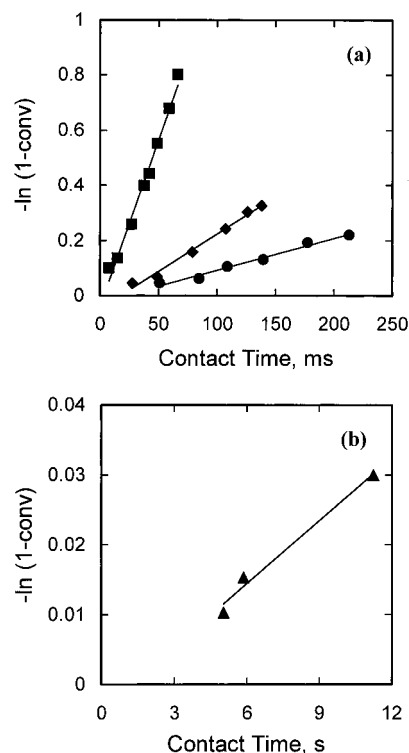 (a)
-ln (1-conv)
1
0.8
0.6
0.4
0.2
0
0 50 100 150 200 250
Contact Time, ms
(b)
-ln (1-conv)
0.04
0.03
0.02
0.01
0
0 3 6 9 12
Contact Time, s